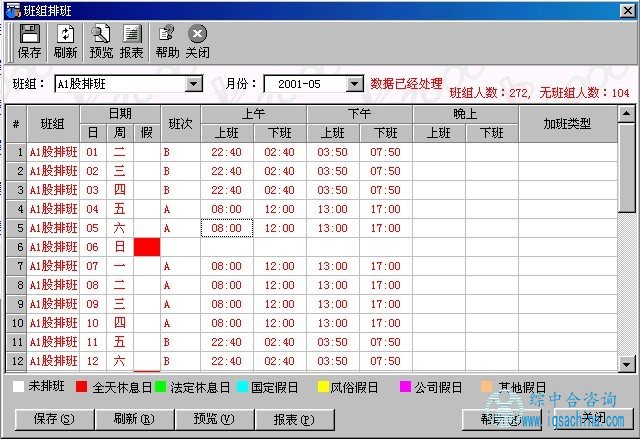 班组排班
保存 刷新 预览 报表 帮助 关闭
班组： A1股排班 月份： 2001-05 数据已经处理 班组人数：272, 无班组人数：104
# 班组 日期 班次 上午 下午 晚上 加班类型
日 周 假 上班 下班 上班 下班 上班 下班
1 A1股排班 01 二 B 22:40 02:40 03:50 07:50
2 A1股排班 02 三 B 22:40 02:40 03:50 07:50
3 A1股排班 03 四 B 22:40 02:40 03:50 07:50
4 A1股排班 04 五 A 08:00 12:00 13:00 17:00
5 A1股排班 05 六 A 08:00 12:00 13:00 17:00
6 A1股排班 06 日
7 A1股排班 07 一 A 08:00 12:00 13:00 17:00
8 A1股排班 08 二 A 08:00 12:00 13:00 17:00
9 A1股排班 09 三 A 08:00 12:00 13:00 17:00
10 A1股排班 10 四 A 08:00 12:00 13:00 17:00
11 A1股排班 11 五 B 22:40 02:40 03:50 07:50
12 A1股排班 12 六 B 22:40 02:40 03:50 07:50
未排班 全天休息日 法定休息日 国定假日 风俗假日 公司假日 其他假日
保存(S) 刷新(R) 预览(V) 报表(P) 帮助(H) 关闭
综中合咨询